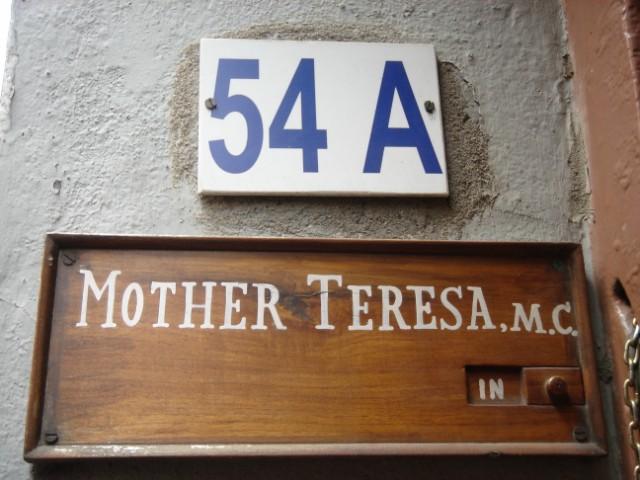 54 A
MOTHER TERESA, M.C.
IN